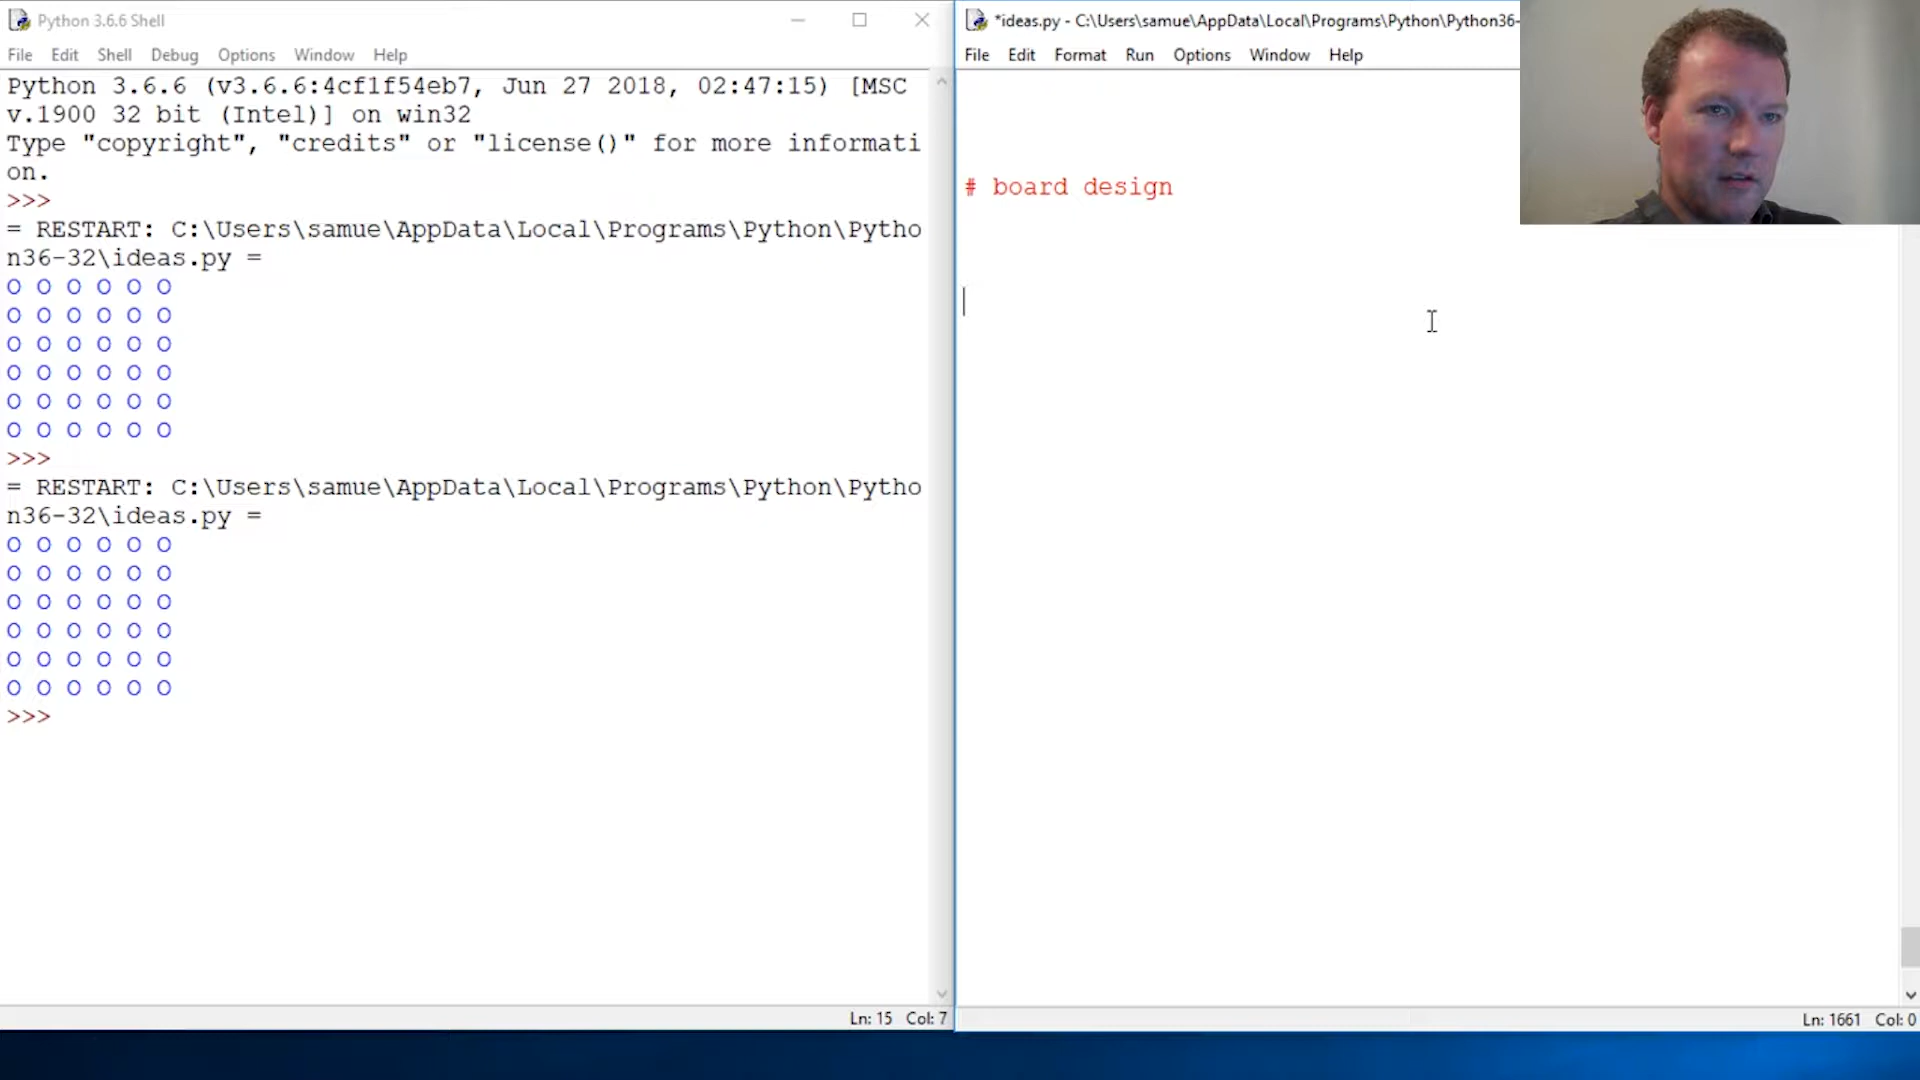 Python 3.6.6 Shell
File Edit Shell Debug Options Window Help
Python 3.6.6 (v3.6.6:4cf1f54eb7, Jun 27 2018, 02:47:15) [MSC
v.1900 32 bit (Intel)] on win32
Type "copyright", "credits" or "license()" for more informati
on.
>>>
= RESTART: C:\Users\samue\AppData\Local\Programs\Python\Pytho
n36-32\ideas.py =
O O O O O O
O O O O O O
O O O O O O
O O O O O O
O O O O O O
O O O O O O
>>>
= RESTART: C:\Users\samue\AppData\Local\Programs\Python\Pytho
n36-32\ideas.py =
O O O O O O
O O O O O O
O O O O O O
O O O O O O
O O O O O O
O O O O O O
>>>
Ln: 15 Col: 7
*ideas.py - C:\Users\samue\AppData\Local\Programs\Python\Python36-
File Edit Format Run Options Window Help
# board design
Ln: 1661 Col: 0